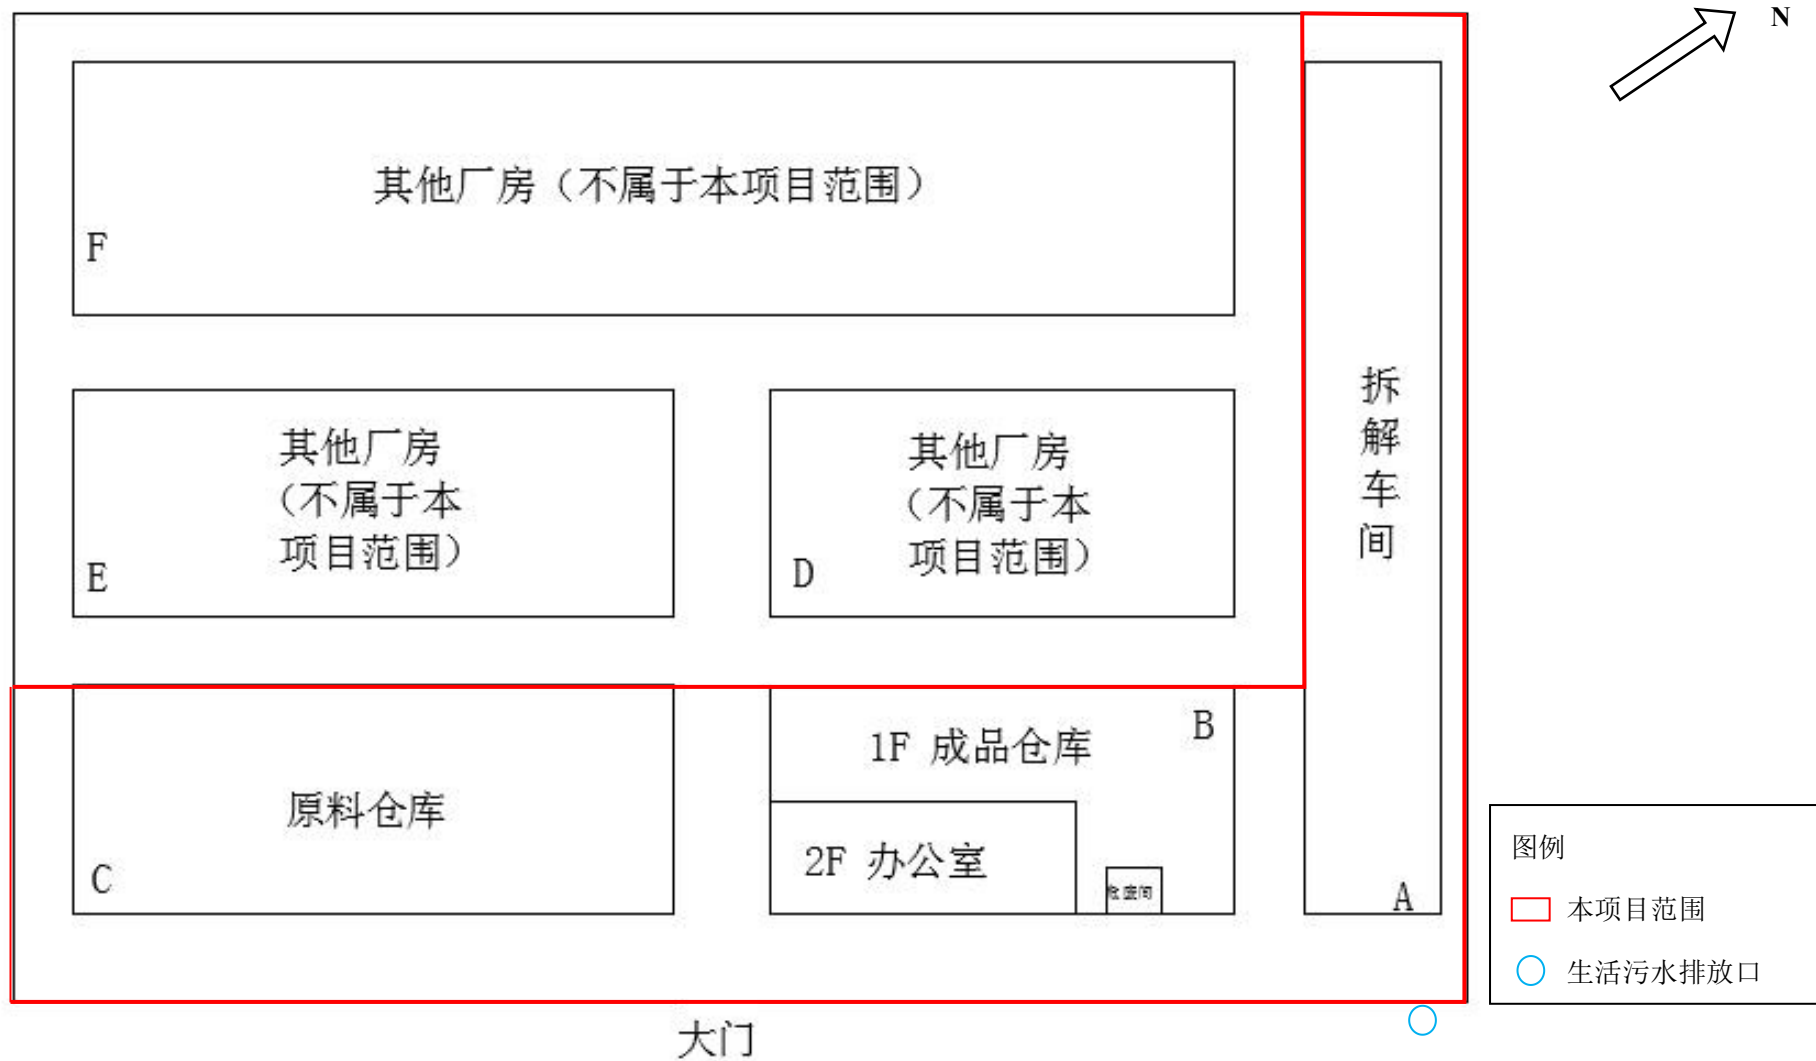 N
其他厂房（不属于本项目范围）
F
其他厂房
（不属于本
项目范围）
E
其他厂房
（不属于本
项目范围）
D
拆
解
车
间
A
1F 成品仓库
B
2F 办公室
危废间
原料仓库
C
大门
图例
本项目范围
生活污水排放口